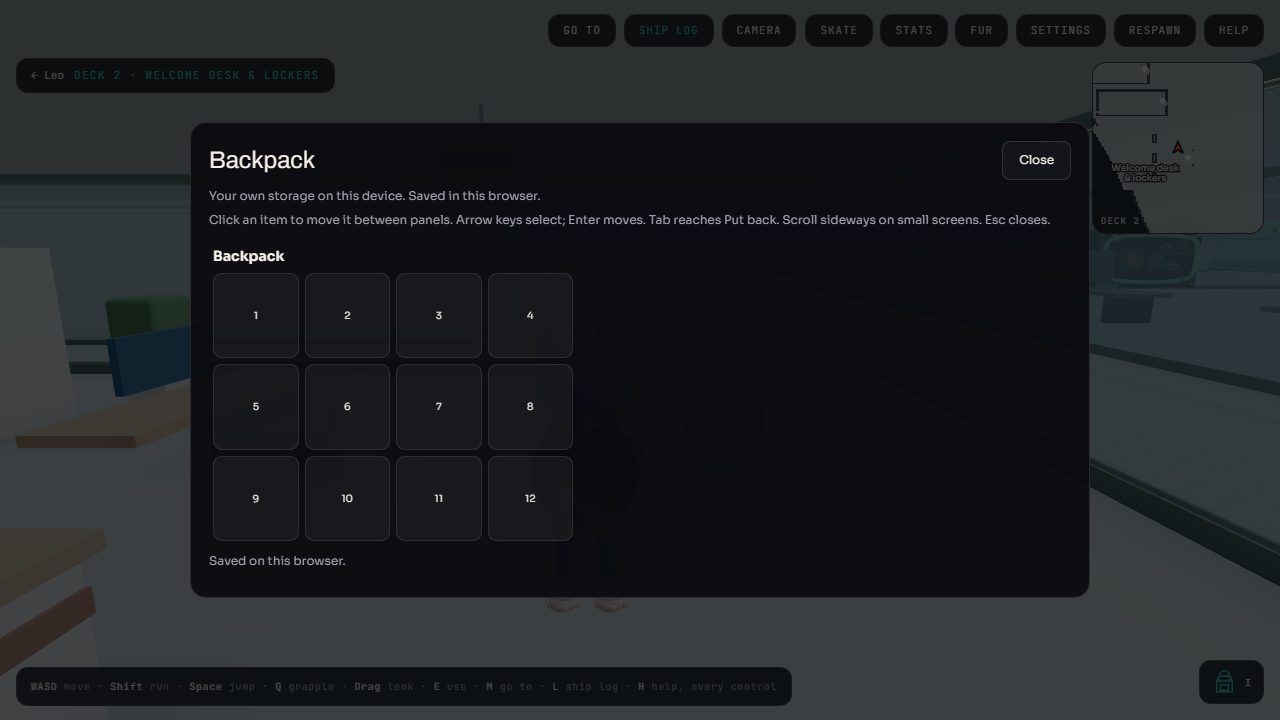 GO TO
SHIP LOG
CAMERA
SKATE
STATS
FUR
SETTINGS
RESPAWN
HELP
← Leo DECK 2 · WELCOME DESK & LOCKERS
Backpack
Close
Your own storage on this device. Saved in this browser.
Click an item to move it between panels. Arrow keys select; Enter moves. Tab reaches Put back. Scroll sideways on small screens. Esc closes.
Welcome desk
& lockers
DECK 2
Backpack
1
2
3
4
5
6
7
8
9
10
11
12
Saved on this browser.
WASD move · Shift run · Space jump · Q grapple · Drag look · E use · M go to · L ship log · H help, every control
I